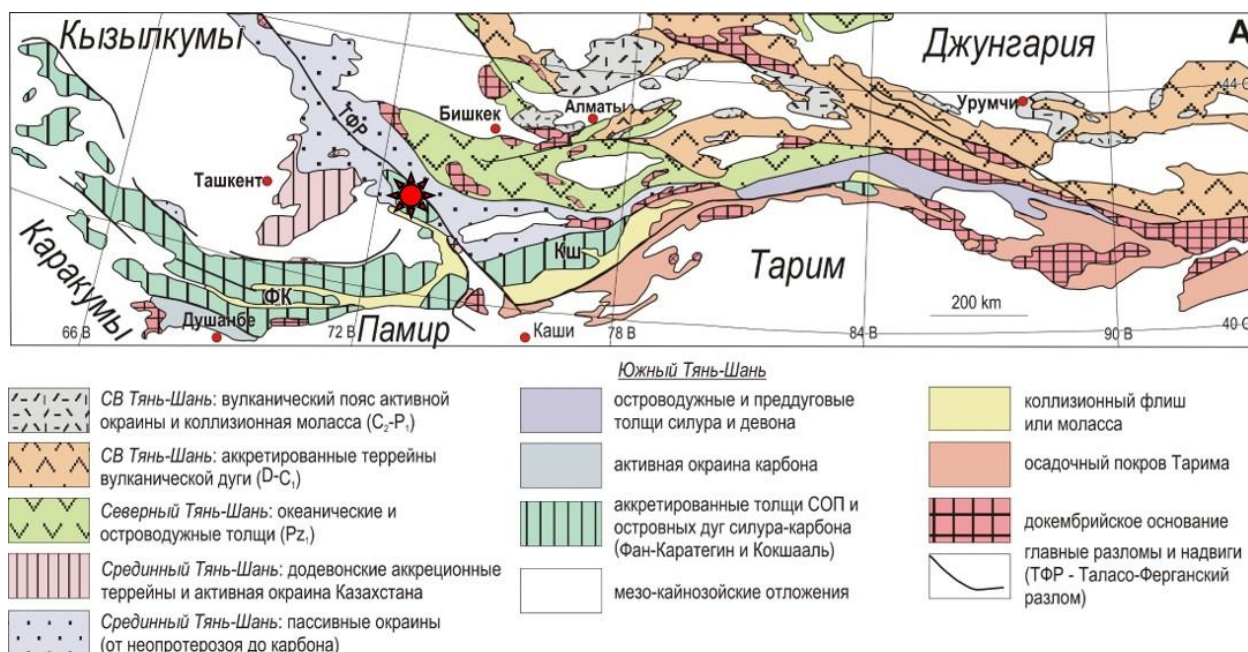 Кызылкумы
Джунгария
А
44 С
Бишкек
Алматы
Урумчи
ТФР
Ташкент
Каракумы
ФК
Кш
Тарим
200 km
Душанбе
Памир
Каши
66 В
72 В
78 В
84 В
90 В
40 С
Южный Тянь-Шань
СВ Тянь-Шань: вулканический пояс активной
окраины и коллизионная моласса (C₂-P₁)
СВ Тянь-Шань: аккретированные террейны
вулканической дуги (D-C₁)
Северный Тянь-Шань: океанические и
островодужные толщи (Pz₁)
Срединный Тянь-Шань: додевонские аккреционные
террейны и активная окраина Казахстана
Срединный Тянь-Шань: пассивные окраины
(от неопротерозоя до карбона)
островодужные и преддуговые
толщи силура и девона
активная окраина карбона
аккретированные толщи СОП и
островных дуг силура-карбона
(Фан-Каратегин и Кокшааль)
мезо-кайнозойские отложения
коллизионный флиш
или моласса
осадочный покров Тарима
докембрийское основание
главные разломы и надвиги
(ТФР - Таласо-Ферганский
разлом)